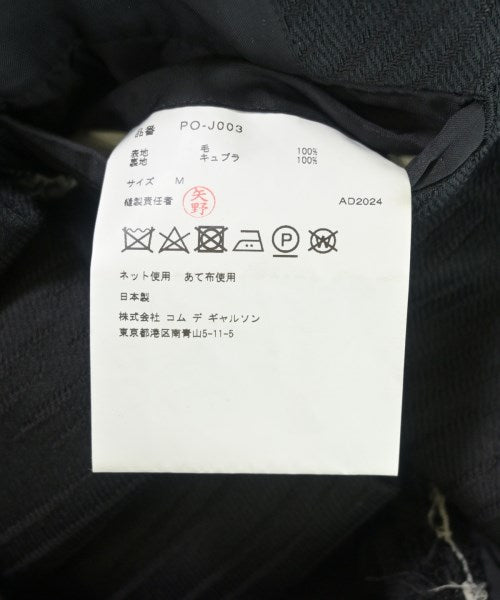 品番 PO-J003
表地 毛 100%
裏地 キュプラ 100%
サイズ M
縫製責任者 矢野 AD2024
P W
ネット使用 あて布使用
日本製
株式会社 コム デ ギャルソン
東京都港区南青山5-11-5